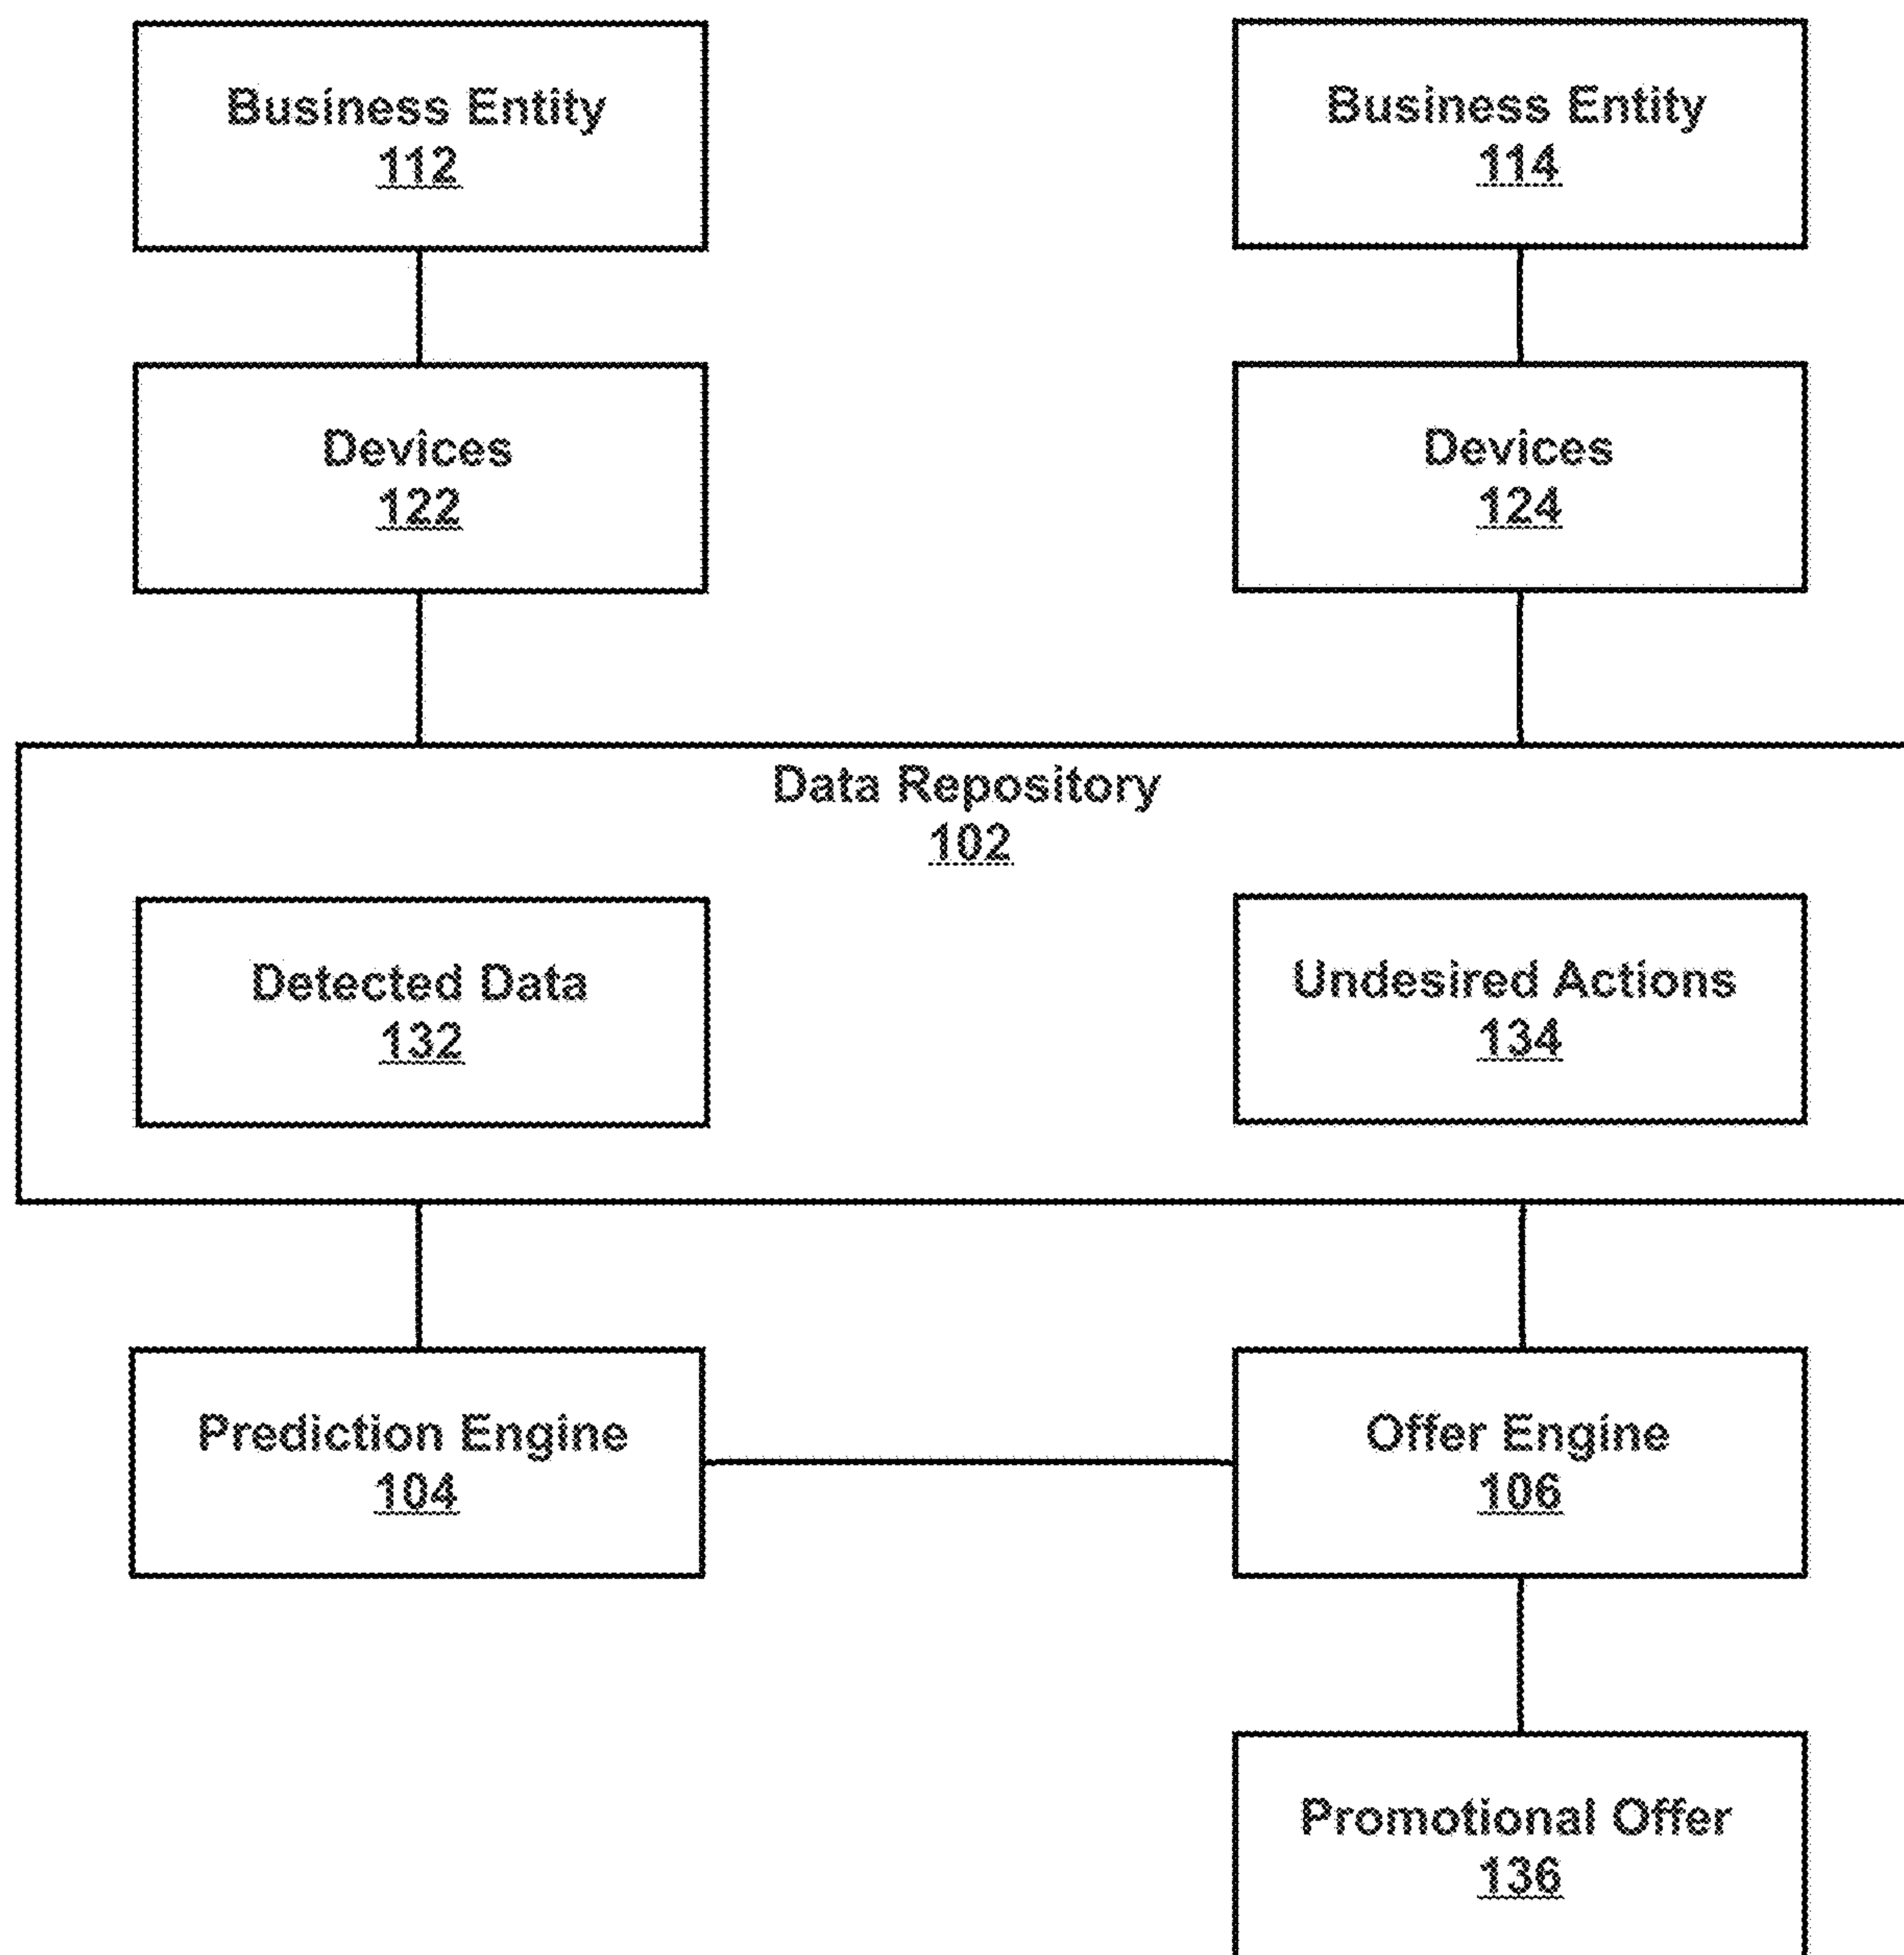 Business Entity
112
Business Entity
114
Devices
122
Devices
124
Data Repository
102
Detected Data
132
Undesired Actions
134
Prediction Engine
104
Offer Engine
106
Promotional Offer
136